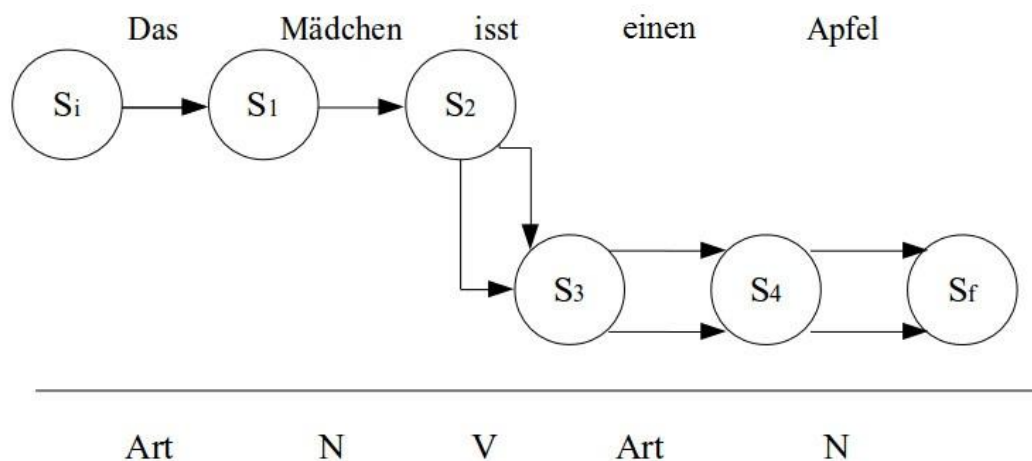 Das Mädchen isst einen Apfel
Si S1 S2
S3 S4 Sf
Art N V Art N